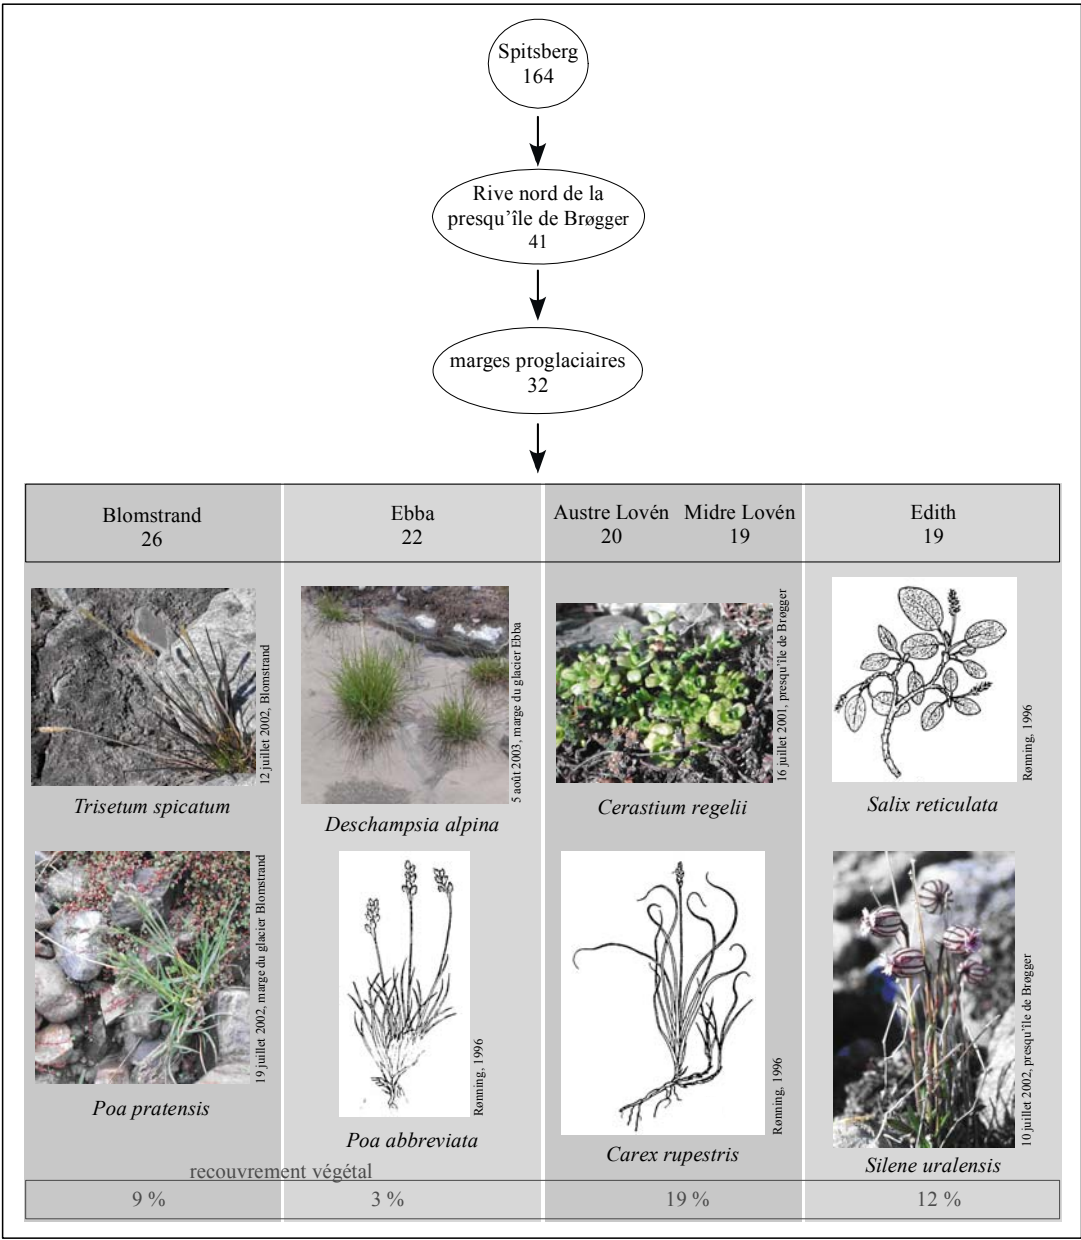 Spitsberg
164
Rive nord de la
presqu'île de Brøgger
41
marges proglaciaires
32
Blomstrand
26
Ebba
22
Austre Lovén
20
Midre Lovén
19
Edith
19
12 juillet 2002, Blomstrand
Trisetum spicatum
5 août 2003, marge du glacier Ebba
Deschampsia alpina
16 juillet 2001, presqu'île de Brøgger
Cerastium regelii
Rønning, 1996
Salix reticulata
19 juillet 2002, marge du glacier Blomstrand
Poa pratensis
Rønning, 1996
Poa abbreviata
Rønning, 1996
Carex rupestris
10 juillet 2002, presqu'île de Brøgger
Silene uralensis
recouvrement végétal
9 %
3 %
19 %
12 %